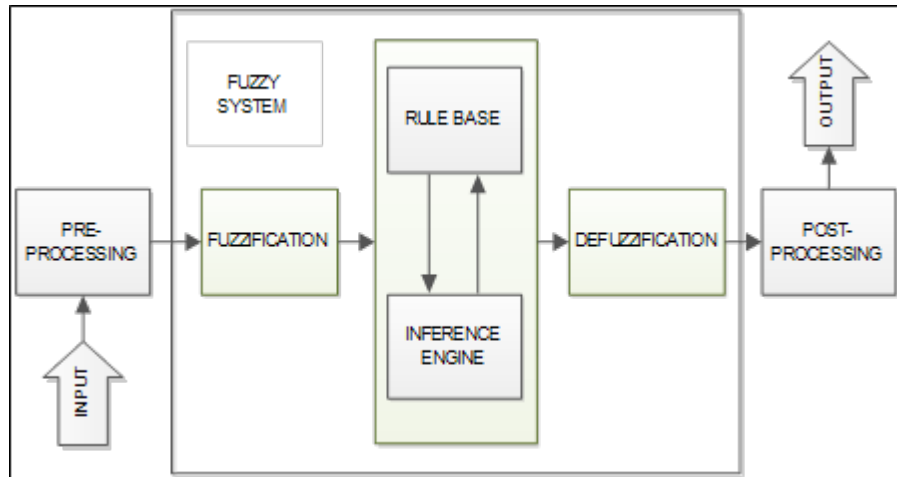 FUZZY
SYSTEM
RULE BASE
OUTPUT
PRE-
PROCESSING
FUZZIFICATION
DEFUZZIFICATION
POST-
PROCESSING
INFERENCE
ENGINE
INPUT